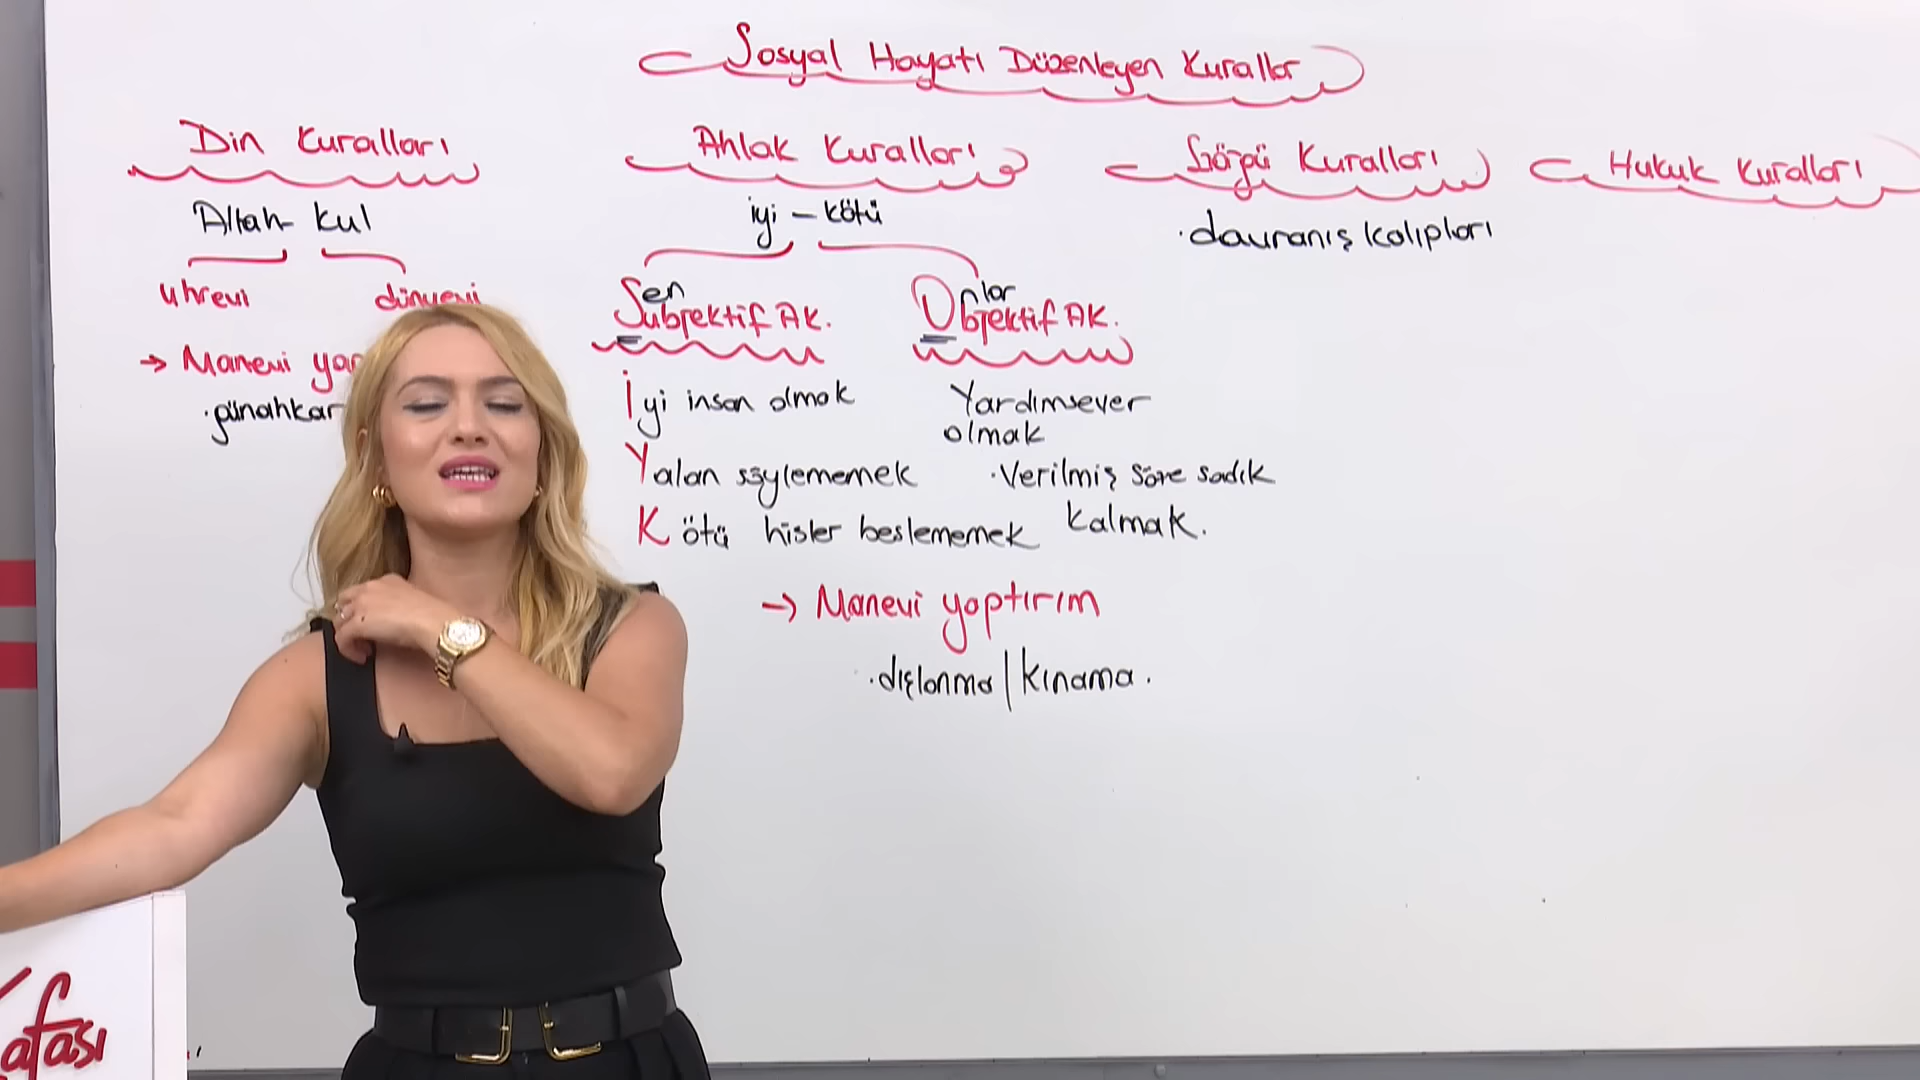 Sosyal Hayatı Düzenleyen Kurallar
Din Kuralları
Allah - kul
uhrevi dünyevi
→ Manevi
• günahkar
Ahlak Kuralları
iyi - kötü
Sen
Subjektif AK.
İyi insan olmak
Yalan söylememek
Kötü hisler beslememek
Onlar
Objektif AK.
Yardımsever
olmak
• Verilmiş söze sadık
kalmak.
→ Manevi yaptırım
• dışlanma | kınama.
Görgü Kuralları
• davranış kalıpları
Hukuk Kuralları
afası